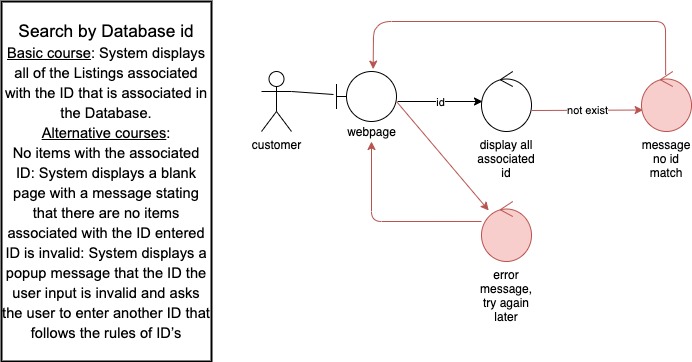 Search by Database id
Basic course: System displays
all of the Listings associated
with the ID that is associated in
the Database.
Alternative courses:
No items with the associated
ID: System displays a blank
page with a message stating
that there are no items
associated with the ID entered
ID is invalid: System displays a
popup message that the ID the
user input is invalid and asks
the user to enter another ID that
follows the rules of ID's
customer
webpage
id
display all
associated
id
not exist
message
no id
match
error
message,
try again
later